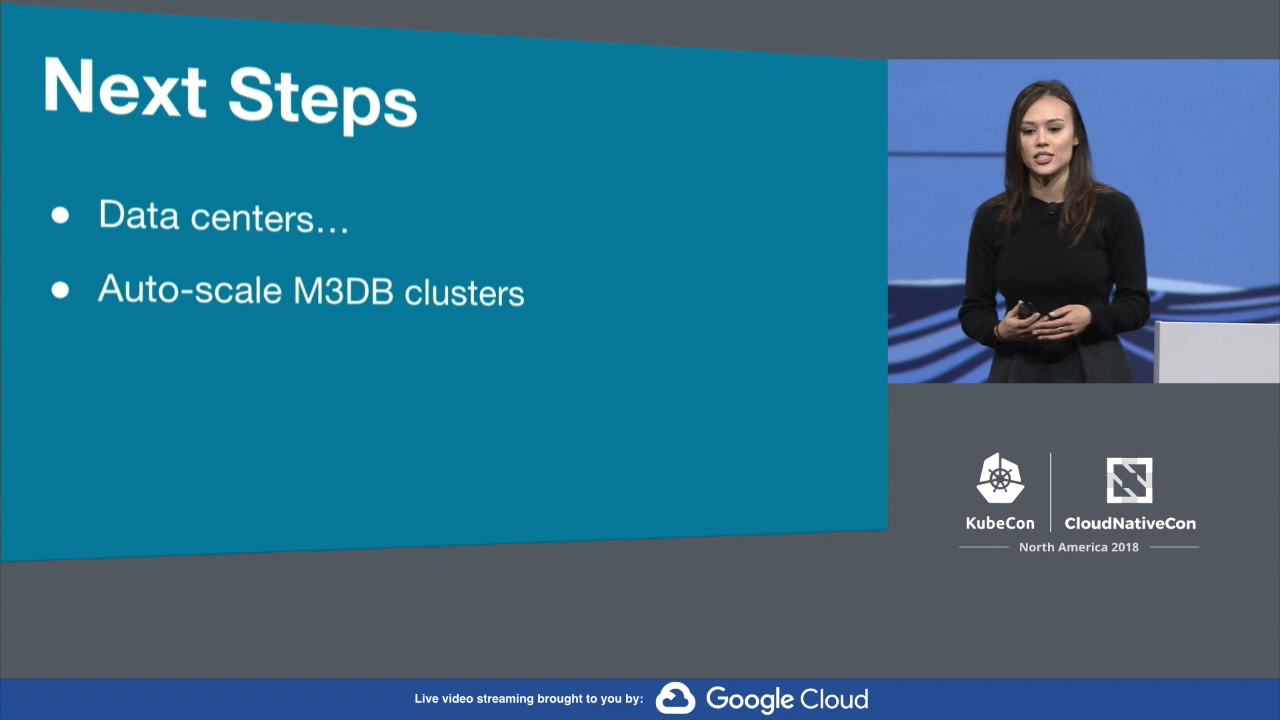 Next Steps
● Data centers…
● Auto-scale M3DB clusters
KubeCon
CloudNativeCon
North America 2018
Live video streaming brought to you by:
Google Cloud